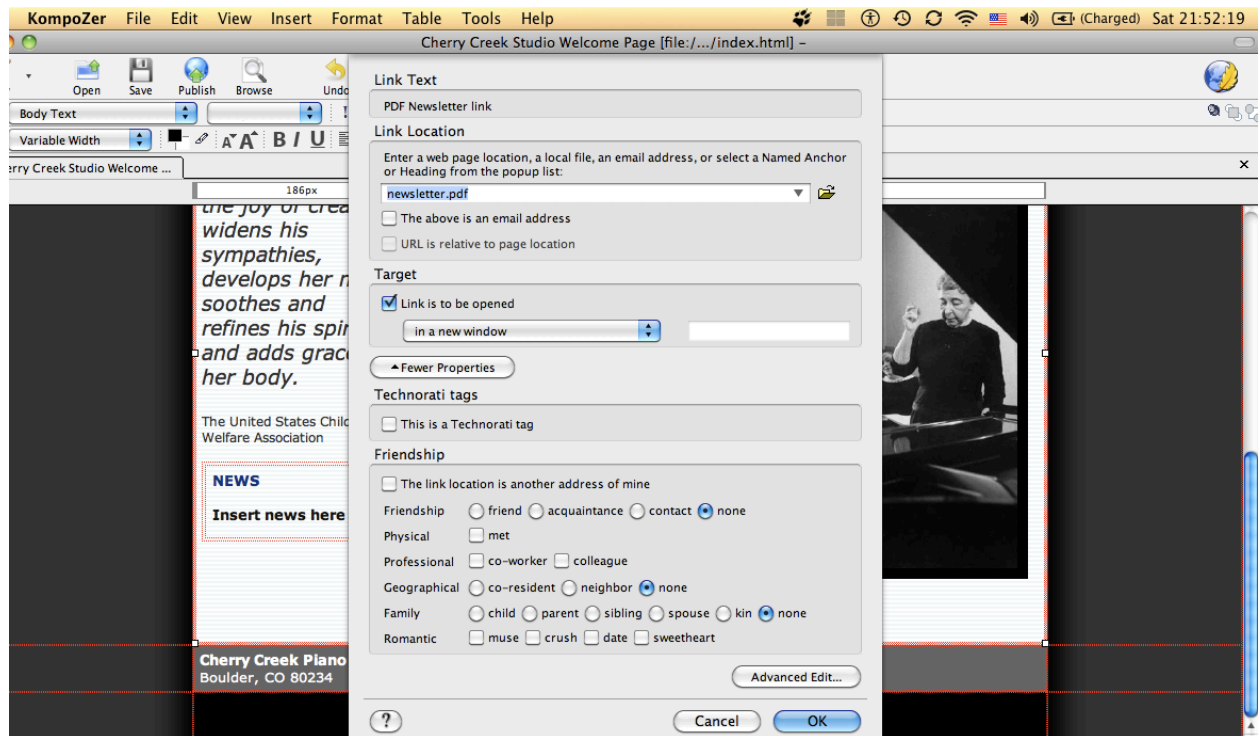 KompoZer File Edit View Insert Format Table Tools Help (Charged) Sat 21:52:19
Cherry Creek Studio Welcome Page [file:/.../index.html] –
Open Save Publish Browse Undo
Body Text
Variable Width A A B I U
erry Creek Studio Welcome ... x
186px
the joy of crea
widens his
sympathies,
develops her n
soothes and
refines his spir
and adds grace
her body.
The United States Chilc
Welfare Association
NEWS
Insert news here
Cherry Creek Piano
Boulder, CO 80234
Link Text
PDF Newsletter link
Link Location
Enter a web page location, a local file, an email address, or select a Named Anchor
or Heading from the popup list:
newsletter.pdf
The above is an email address
URL is relative to page location
Target
Link is to be opened
in a new window
Fewer Properties
Technorati tags
This is a Technorati tag
Friendship
The link location is another address of mine
Friendship friend acquaintance contact none
Physical met
Professional co-worker colleague
Geographical co-resident neighbor none
Family child parent sibling spouse kin none
Romantic muse crush date sweetheart
Advanced Edit...
? Cancel OK